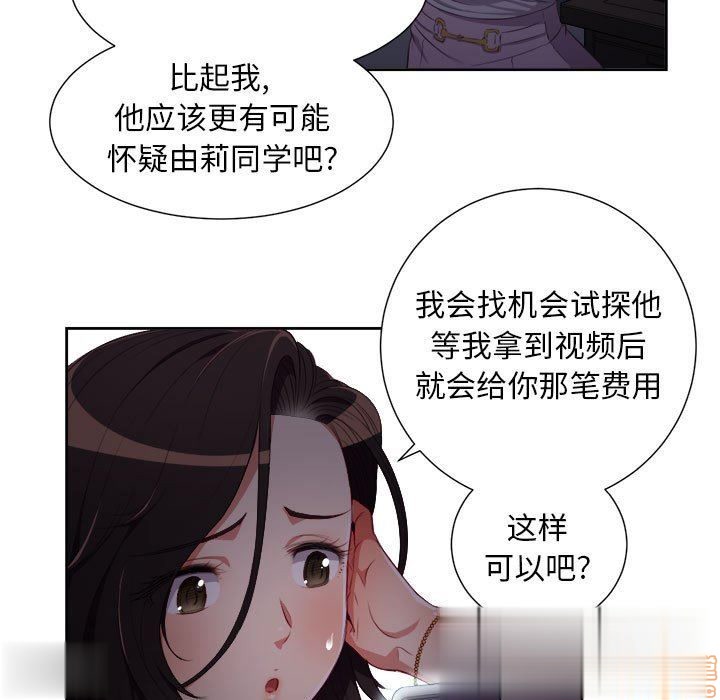 比起我,
他应该更有可能
怀疑由莉同学吧?
我会找机会试探他
等我拿到视频后
就会给你那笔费用
这样
可以吧?